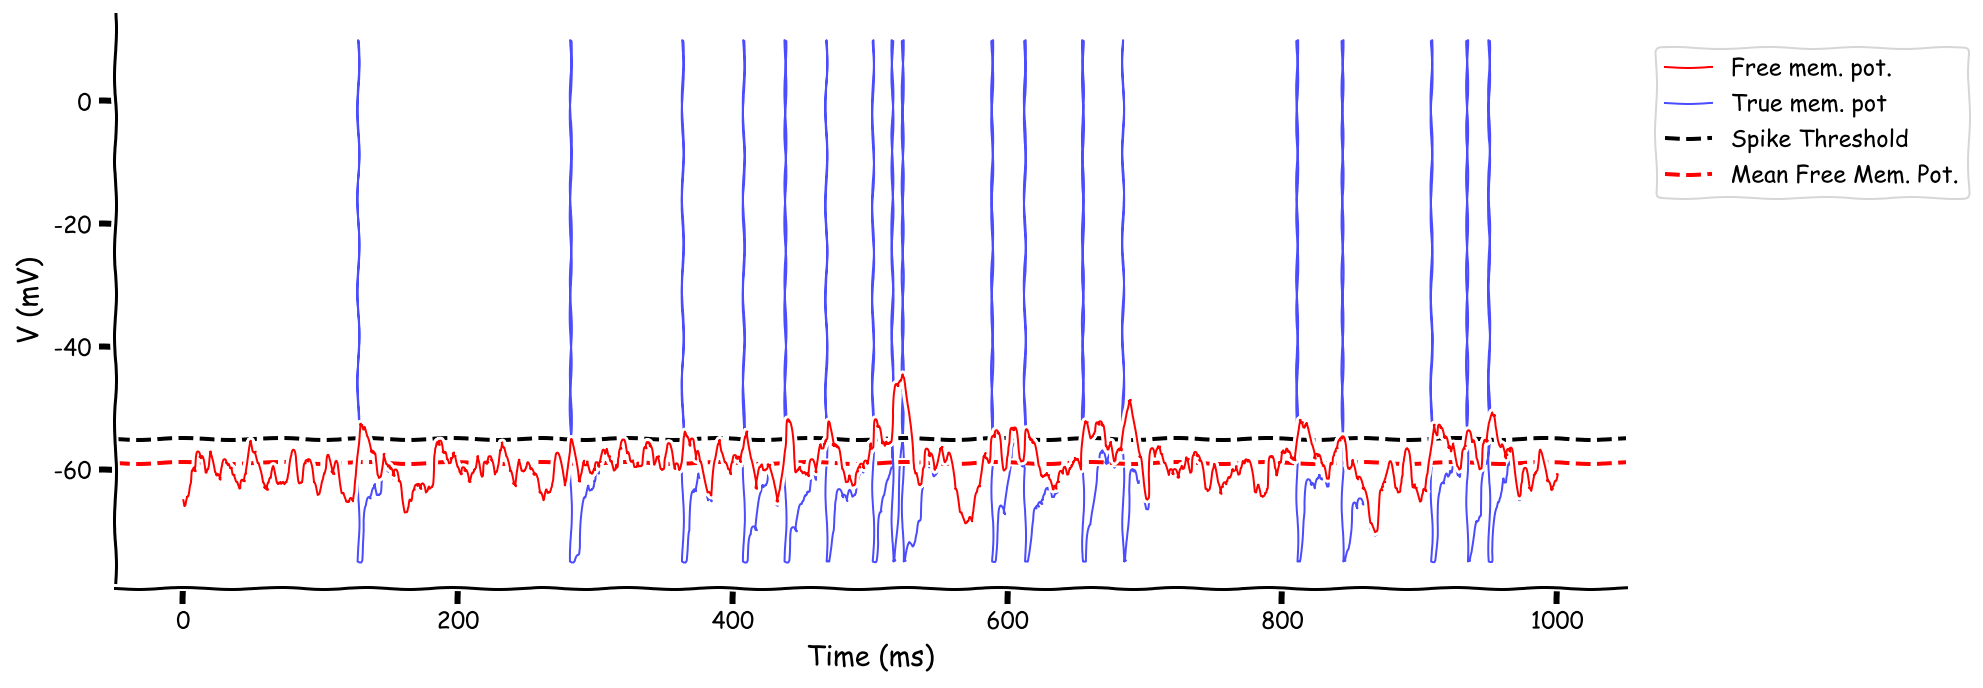 0
-20
-40
-60
V (mV)
0
200
400
600
800
1000
Time (ms)
Free mem. pot.
True mem. pot
Spike Threshold
Mean Free Mem. Pot.